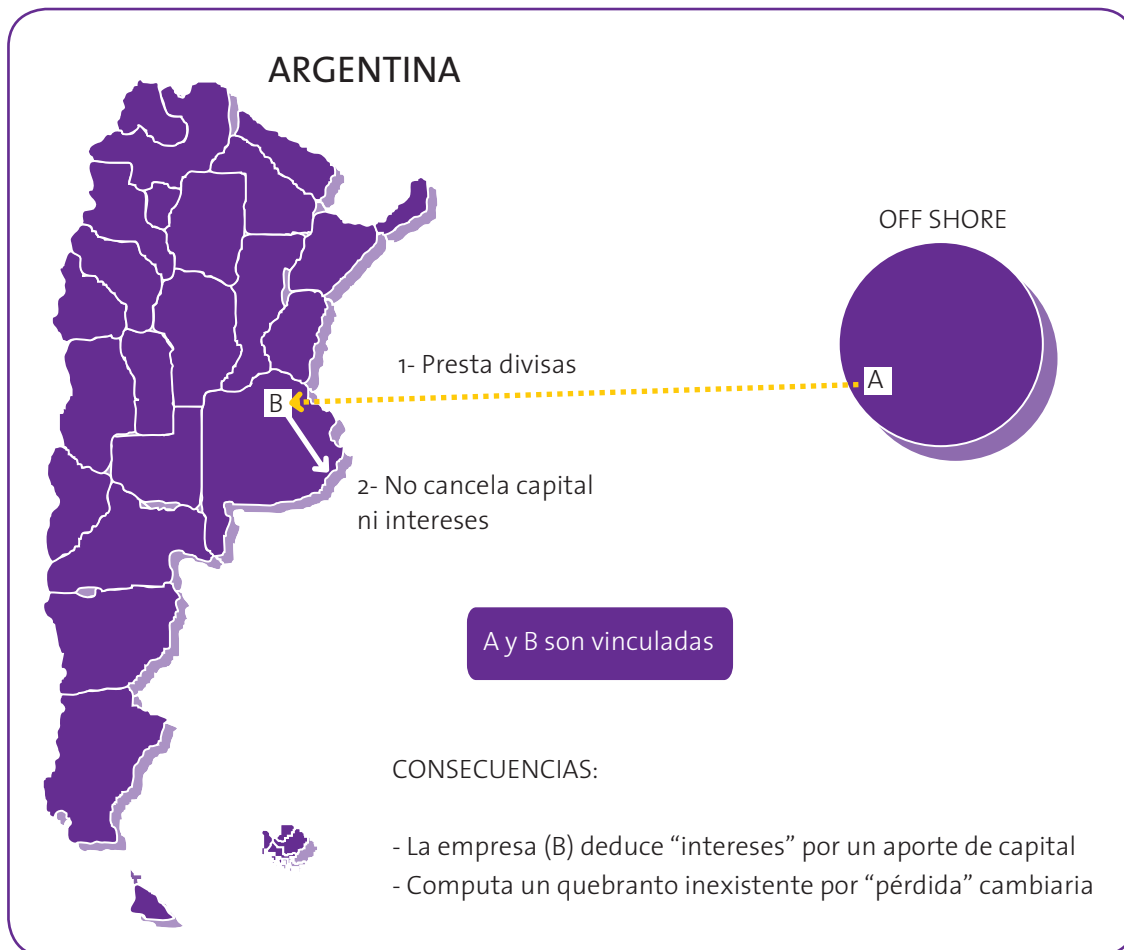 ARGENTINA
OFF SHORE
1- Presta divisas
A
B
2- No cancela capital
ni intereses
A y B son vinculadas
CONSECUENCIAS:
- La empresa (B) deduce “intereses” por un aporte de capital
- Computa un quebranto inexistente por “pérdida” cambiaria